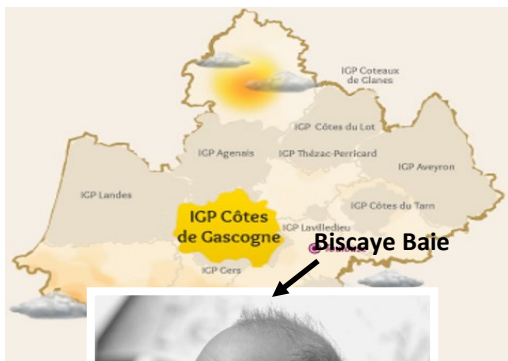 IGP Coteaux
de Glanes
IGP Côtes du Lot
IGP Agenais
IGP Thézac-Perricard
IGP Aveyron
IGP Landes
IGP Côtes du Tarn
IGP Côtes
de Gascogne
IGP Lavilledieu
Biscaye Baie
IGP Gers